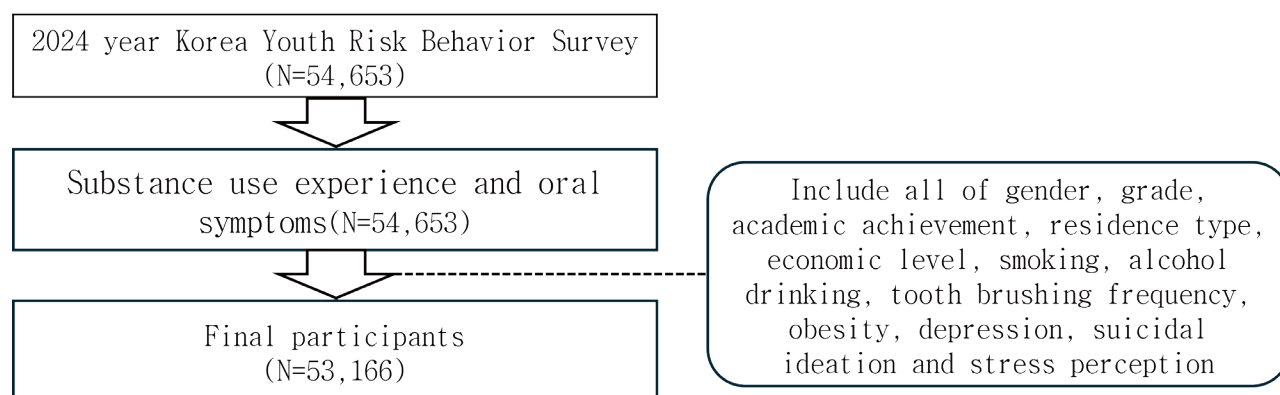 2024 year Korea Youth Risk Behavior Survey
(N=54,653)
Substance use experience and oral
symptoms(N=54,653)
Include all of gender, grade,
academic achievement, residence type,
economic level, smoking, alcohol
drinking, tooth brushing frequency,
obesity, depression, suicidal
ideation and stress perception
Final participants
(N=53,166)